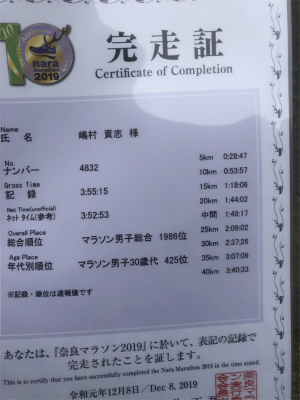 10
nara
marathon
2019
完走証
Certificate of Completion
Name
氏 名 嶋村 貢志 様
No.
ナンバー 4832
Gross Time
記 録 3:55:15
Net Time(unofficial)
ネットタイム(参考) 3:52:53
Overall Place
総合順位 マラソン男子総合 1986位
Age Place
年代別順位 マラソン男子30歳代 425位
※記録・順位は速報値です
5km 0:28:47
10km 0:53:57
15km 1:18:06
20km 1:44:02
中間 1:49:17
25km 2:09:02
30km 2:37:26
35km 3:07:09
40km 3:40:33
あなたは、『奈良マラソン2019』に於いて、表記の記録で
完走されたことを証します。
This is to certify that you have successfully completed the Nara Marathon 2019 in the time stated.
令和元年12月8日／Dec 8, 2019